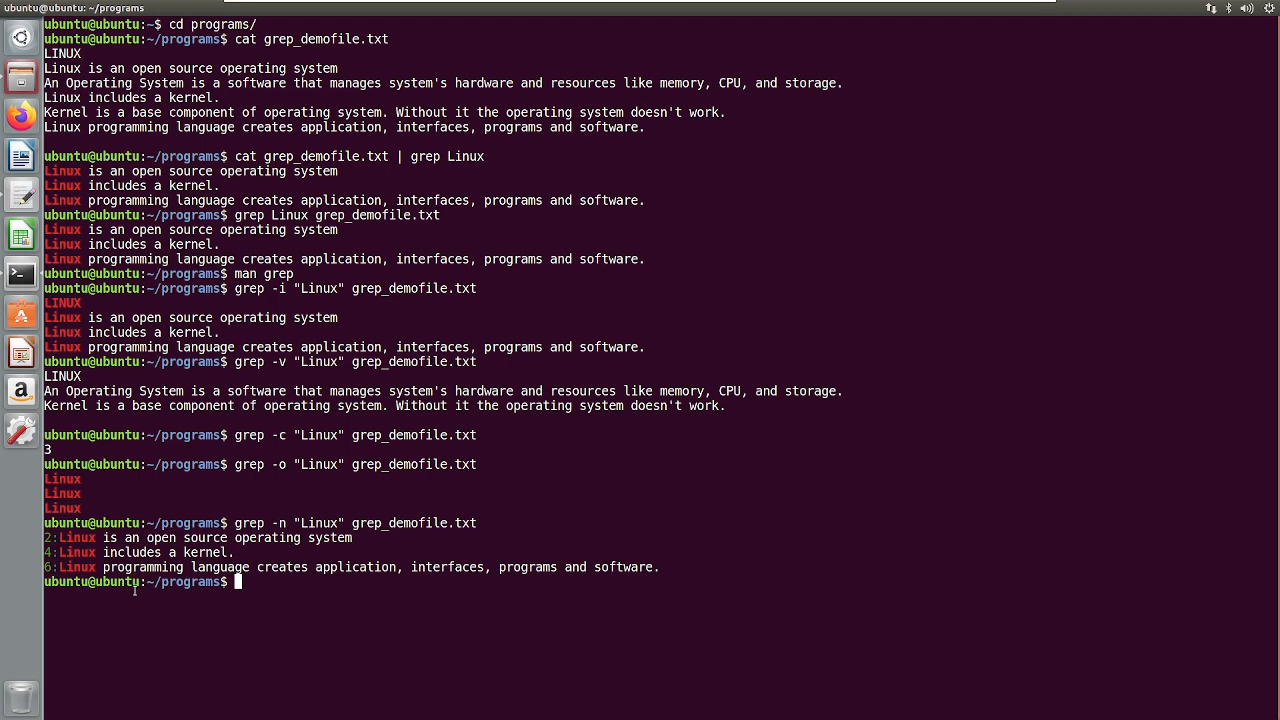 ubuntu@ubuntu: ~/programs
ubuntu@ubuntu:~$ cd programs/
ubuntu@ubuntu:~/programs$ cat grep_demofile.txt
LINUX
Linux is an open source operating system
An Operating System is a software that manages system's hardware and resources like memory, CPU, and storage.
Linux includes a kernel.
Kernel is a base component of operating system. Without it the operating system doesn't work.
Linux programming language creates application, interfaces, programs and software.
ubuntu@ubuntu:~/programs$ cat grep_demofile.txt | grep Linux
Linux is an open source operating system
Linux includes a kernel.
Linux programming language creates application, interfaces, programs and software.
ubuntu@ubuntu:~/programs$ grep Linux grep_demofile.txt
Linux is an open source operating system
Linux includes a kernel.
Linux programming language creates application, interfaces, programs and software.
ubuntu@ubuntu:~/programs$ man grep
ubuntu@ubuntu:~/programs$ grep -i "Linux" grep_demofile.txt
LINUX
Linux is an open source operating system
Linux includes a kernel.
Linux programming language creates application, interfaces, programs and software.
ubuntu@ubuntu:~/programs$ grep -v "Linux" grep_demofile.txt
LINUX
An Operating System is a software that manages system's hardware and resources like memory, CPU, and storage.
Kernel is a base component of operating system. Without it the operating system doesn't work.
ubuntu@ubuntu:~/programs$ grep -c "Linux" grep_demofile.txt
3
ubuntu@ubuntu:~/programs$ grep -o "Linux" grep_demofile.txt
Linux
Linux
Linux
ubuntu@ubuntu:~/programs$ grep -n "Linux" grep_demofile.txt
2:Linux is an open source operating system
4:Linux includes a kernel.
6:Linux programming language creates application, interfaces, programs and software.
ubuntu@ubuntu:~/programs$